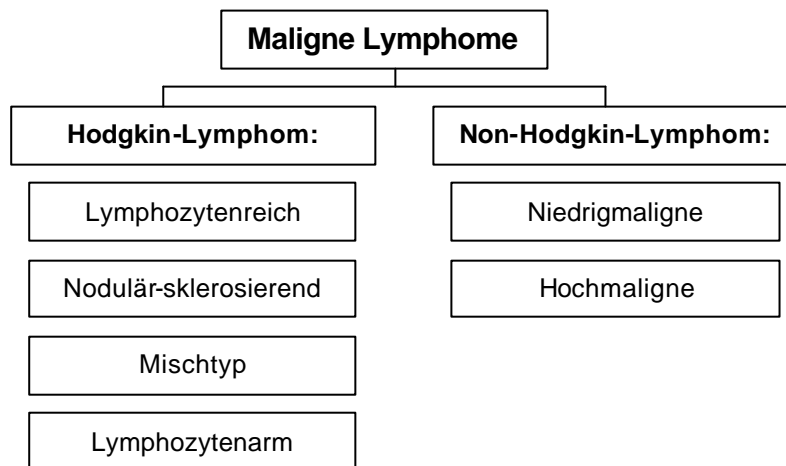 Maligne Lymphome
Hodgkin-Lymphom:
Non-Hodgkin-Lymphom:
Lymphozytenreich
Niedrigmaligne
Nodulär-sklerosierend
Hochmaligne
Mischtyp
Lymphozytenarm